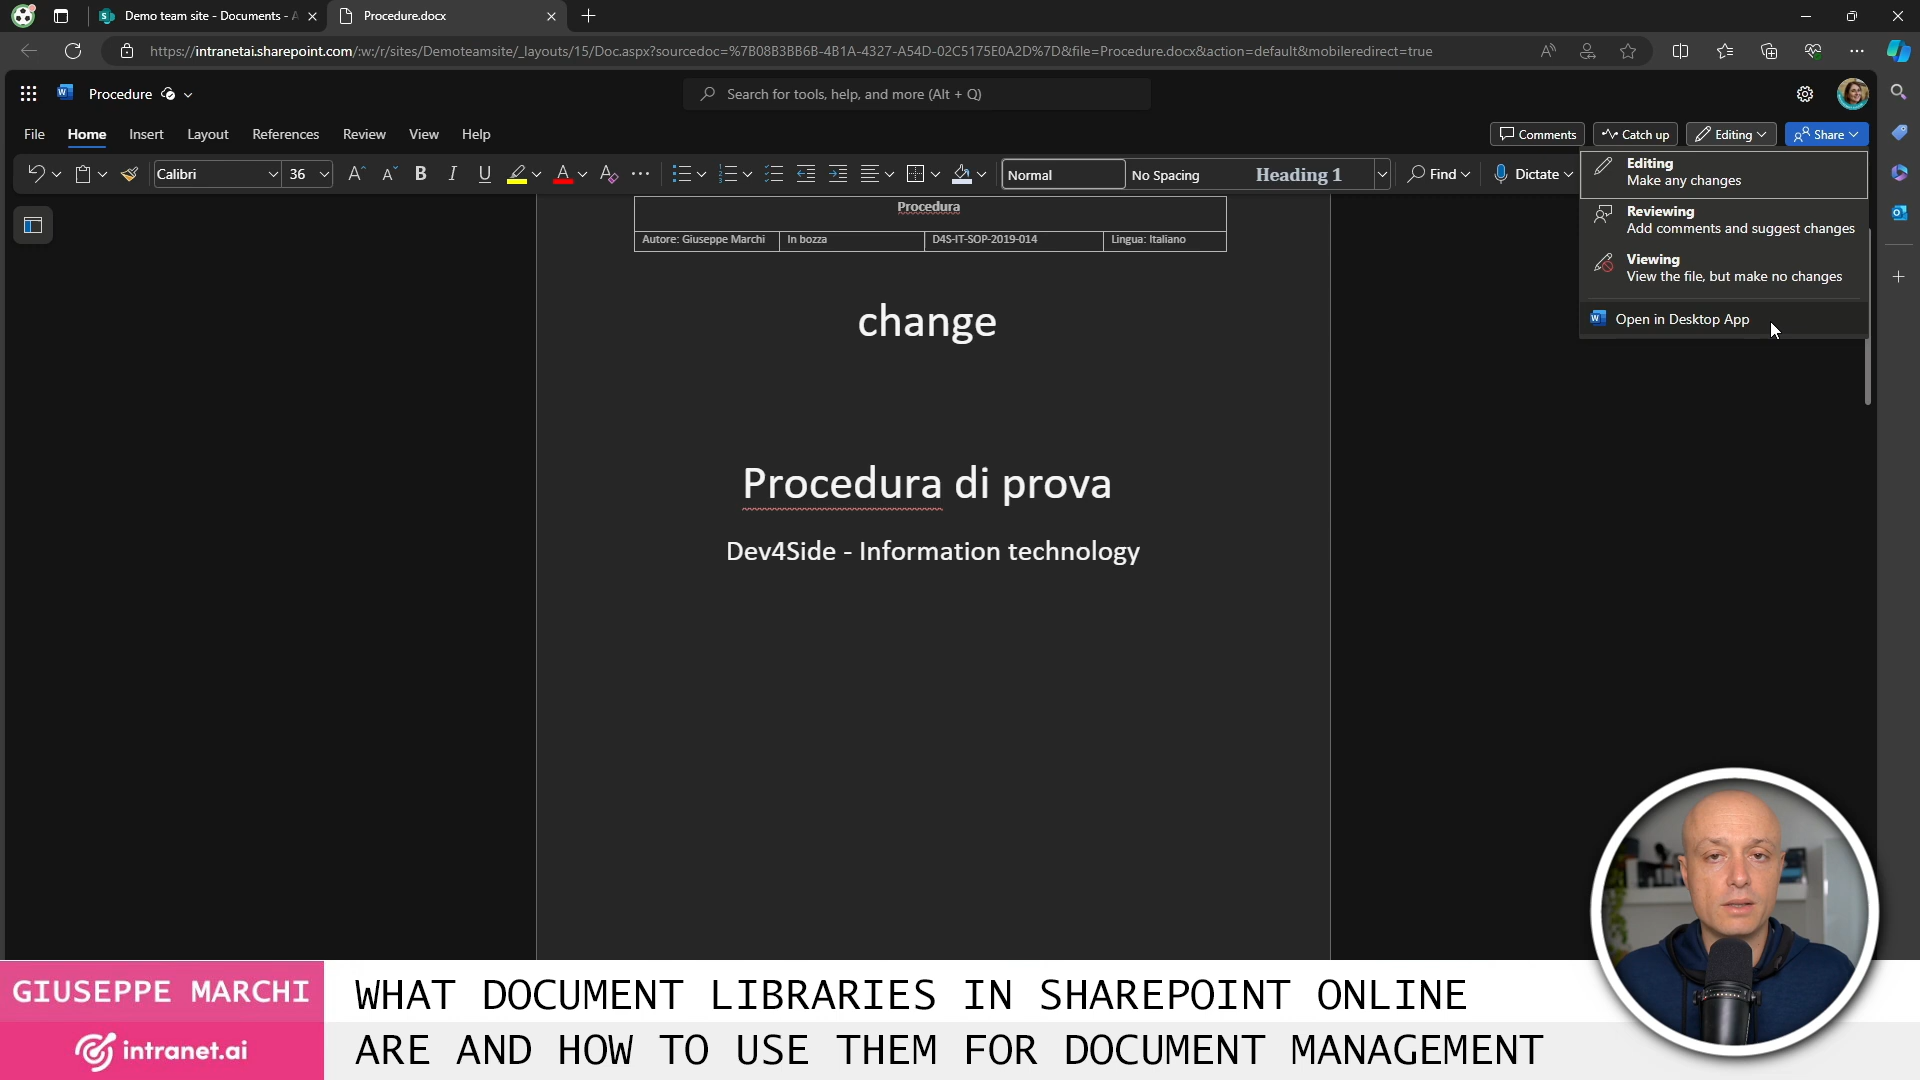 Demo team site - Documents - A
Procedure.docx
https://intranetai.sharepoint.com/:w:/r/sites/Demoteamsite/_layouts/15/Doc.aspx?sourcedoc=%7B08B3BB6B-4B1A-4327-A54D-02C5175E0A2D%7D&file=Procedure.docx&action=default&mobileredirect=true
Procedure
Search for tools, help, and more (Alt + Q)
File Home Insert Layout References Review View Help
Comments Catch up Editing Share
Calibri 36 B I U A Normal No Spacing Heading 1 Find Dictate
Editing
Make any changes
Reviewing
Add comments and suggest changes
Viewing
View the file, but make no changes
Open in Desktop App
Procedura
Autore: Giuseppe Marchi In bozza D4S-IT-SOP-2019-014 Lingua: Italiano
change
Procedura di prova
Dev4Side - Information technology
GIUSEPPE MARCHI
intranet.ai
WHAT DOCUMENT LIBRARIES IN SHAREPOINT ONLINE
ARE AND HOW TO USE THEM FOR DOCUMENT MANAGEMENT